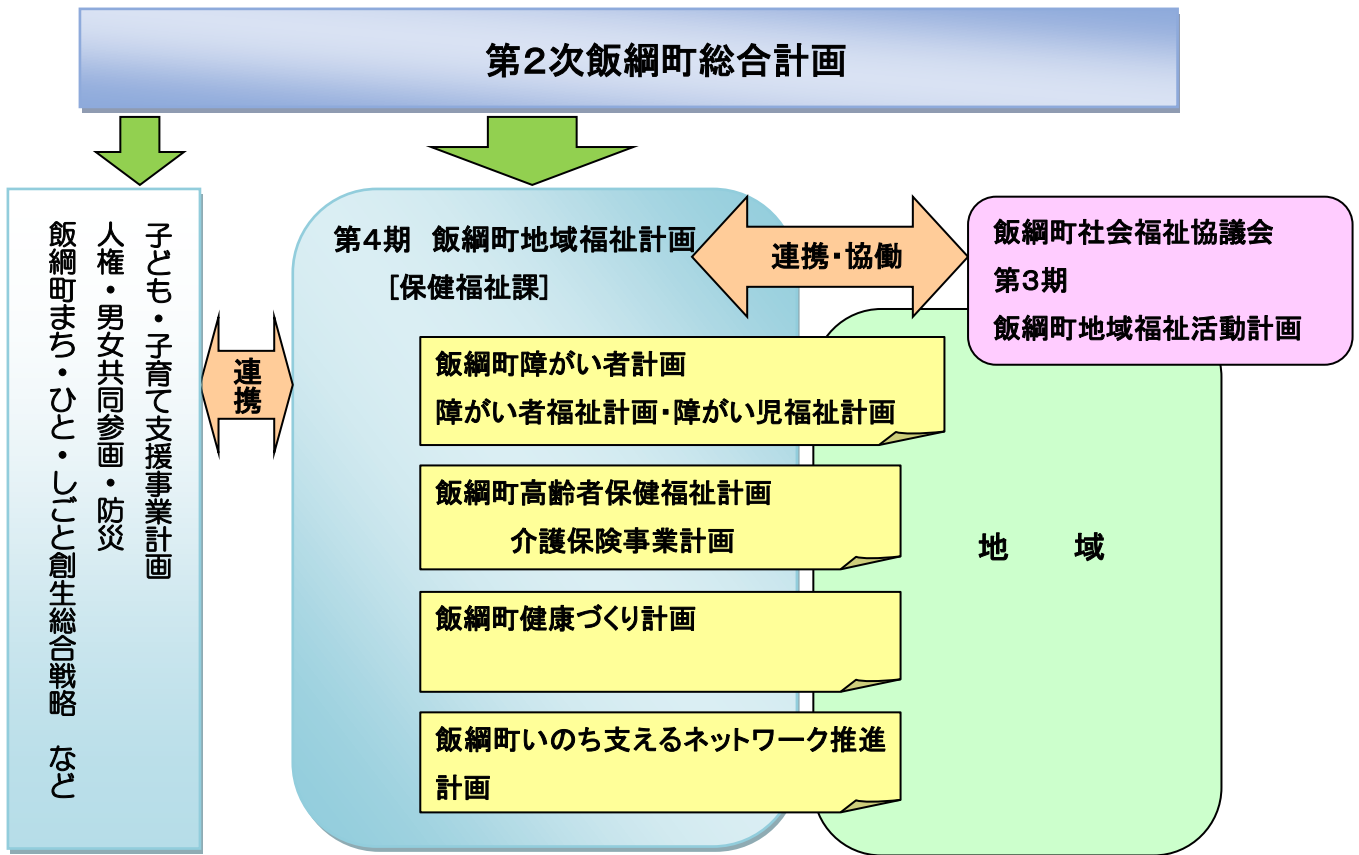 第２次飯綱町総合計画
子ども・子育て支援事業計画
人権・男女共同参画・防災
飯綱町まち・ひと・しごと創生総合戦略　など
連携
第４期　飯綱町地域福祉計画
［保健福祉課］
連携・協働
飯綱町社会福祉協議会
第３期
飯綱町地域福祉活動計画
飯綱町障がい者計画
障がい者福祉計画・障がい児福祉計画
飯綱町高齢者保健福祉計画
介護保険事業計画
飯綱町健康づくり計画
飯綱町いのち支えるネットワーク推進
計画
地　域